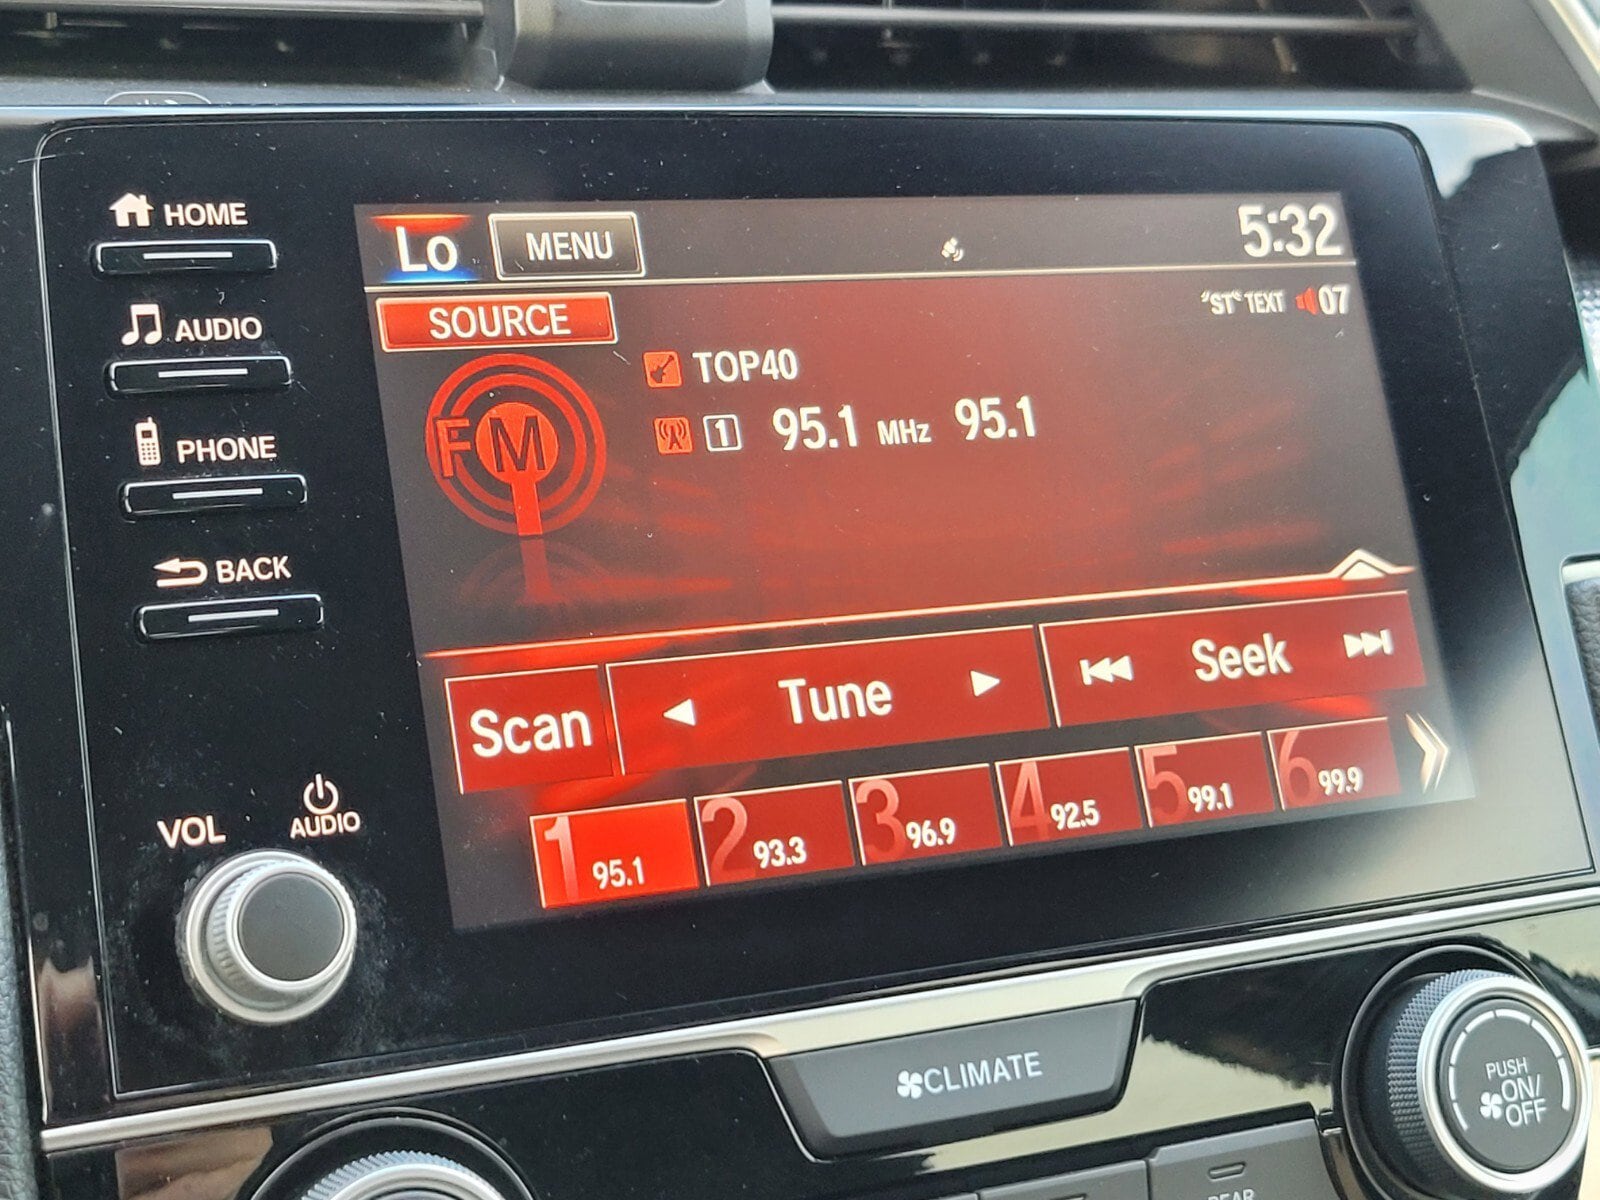 HOME
AUDIO
PHONE
BACK
VOL
AUDIO
Lo MENU 5:32
SOURCE "ST" TEXT 07
FM
TOP40
1 95.1 MHz 95.1
Scan Tune Seek
1 95.1 2 93.3 3 96.9 4 92.5 5 99.1 6 99.9
CLIMATE
PUSH
ON/
OFF
REAR